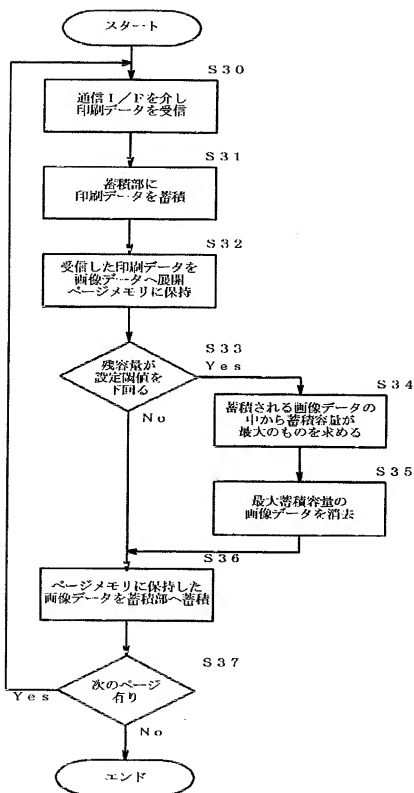 スタート
S30
通信I/Fを介し
印刷データを受信
S31
蓄積部に
印刷データを蓄積
S32
受信した印刷データを
画像データへ展開
ページメモリに保持
S33
残容量が
設定閾値を
下回る
Yes
No
S34
蓄積される画像データの
中から蓄積容量が
最大のものを求める
S35
最大蓄積容量の
画像データを消去
S36
ページメモリに保持した
画像データを蓄積部へ蓄積
S37
次のページ
有り
Yes
No
エンド